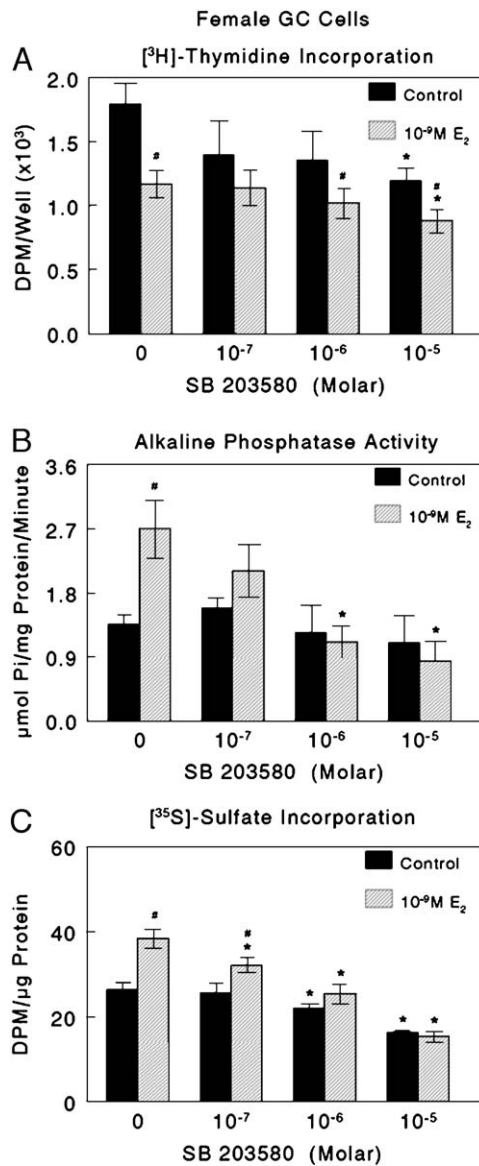 Female GC Cells
A
[³H]-Thymidine Incorporation
DPM/Well (x10³)
2.0
1.5
1.0
0.5
0.0
Control
10⁻⁹M E₂
#
#
*
#
*
0
10⁻⁷
10⁻⁶
10⁻⁵
SB 203580 (Molar)
B
Alkaline Phosphatase Activity
µmol Pi/mg Protein/Minute
3.6
2.7
1.8
0.9
0.0
Control
10⁻⁹M E₂
#
*
*
0
10⁻⁷
10⁻⁶
10⁻⁵
SB 203580 (Molar)
C
[³⁵S]-Sulfate Incorporation
DPM/µg Protein
60
40
20
0
Control
10⁻⁹M E₂
#
#
*
*
*
*
*
0
10⁻⁷
10⁻⁶
10⁻⁵
SB 203580 (Molar)